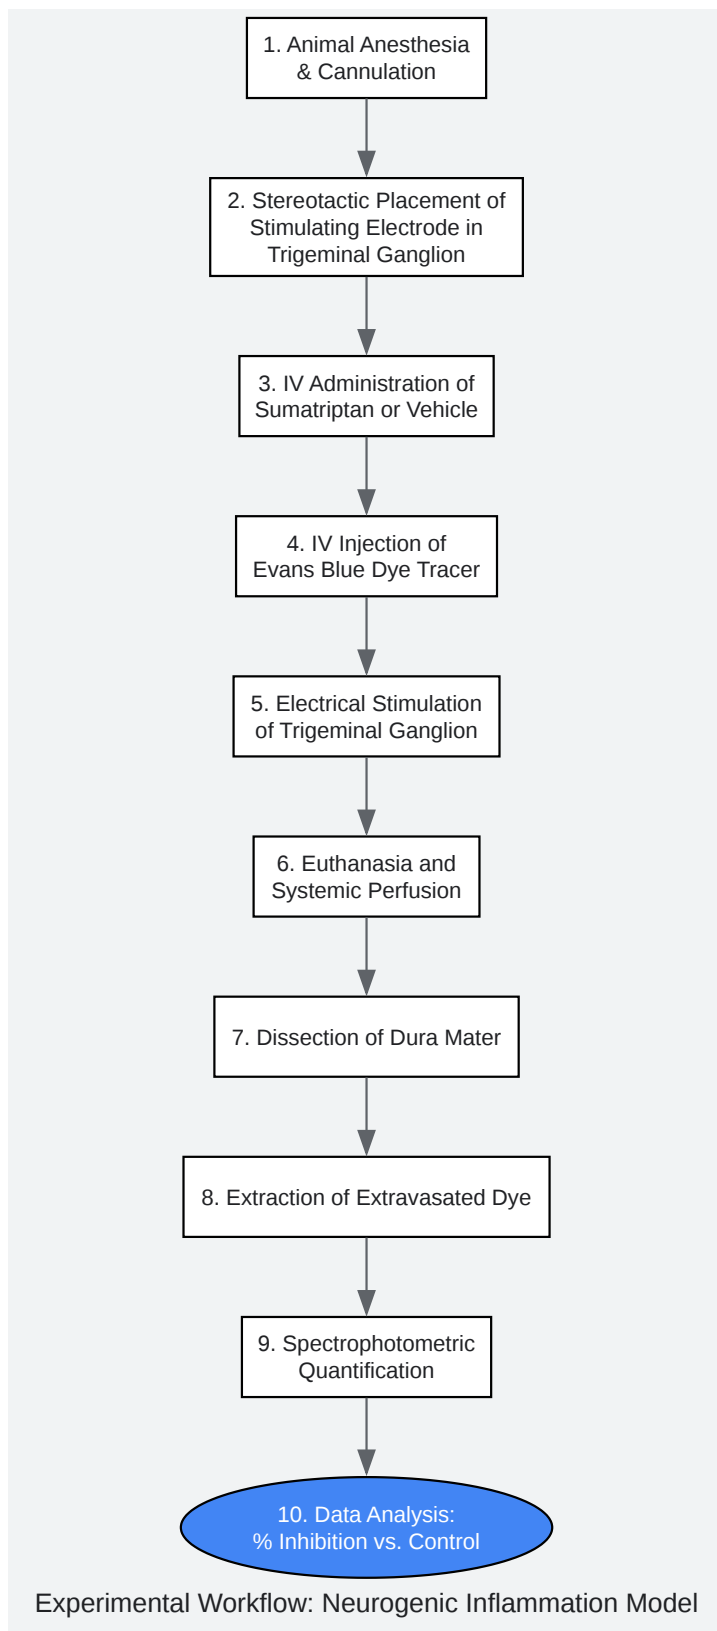 1. Animal Anesthesia
& Cannulation
2. Stereotactic Placement of
Stimulating Electrode in
Trigeminal Ganglion
3. IV Administration of
Sumatriptan or Vehicle
4. IV Injection of
Evans Blue Dye Tracer
5. Electrical Stimulation
of Trigeminal Ganglion
6. Euthanasia and
Systemic Perfusion
7. Dissection of Dura Mater
8. Extraction of Extravasated Dye
9. Spectrophotometric
Quantification
10. Data Analysis:
% Inhibition vs. Control
Experimental Workflow: Neurogenic Inflammation Model